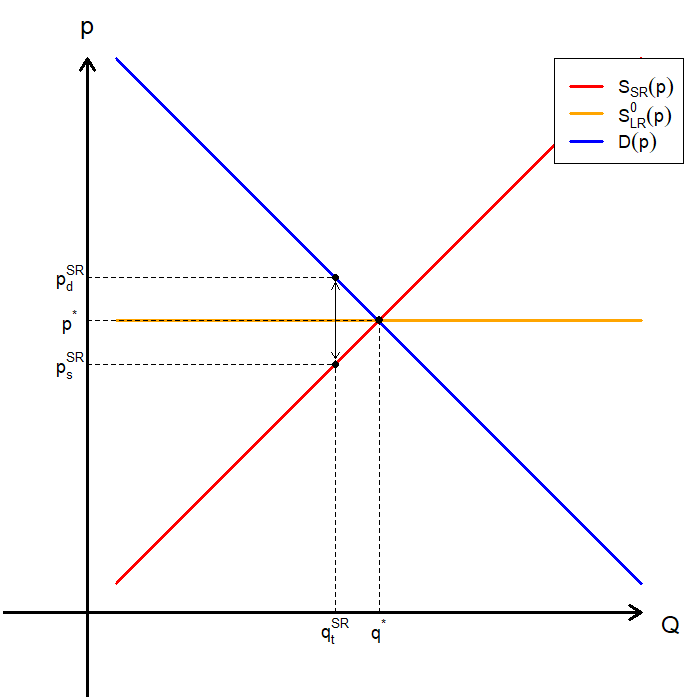 p
S_SR(p)
S^0_LR(p)
D(p)
p_d^SR
p^*
p_s^SR
q_t^SR q^*
Q